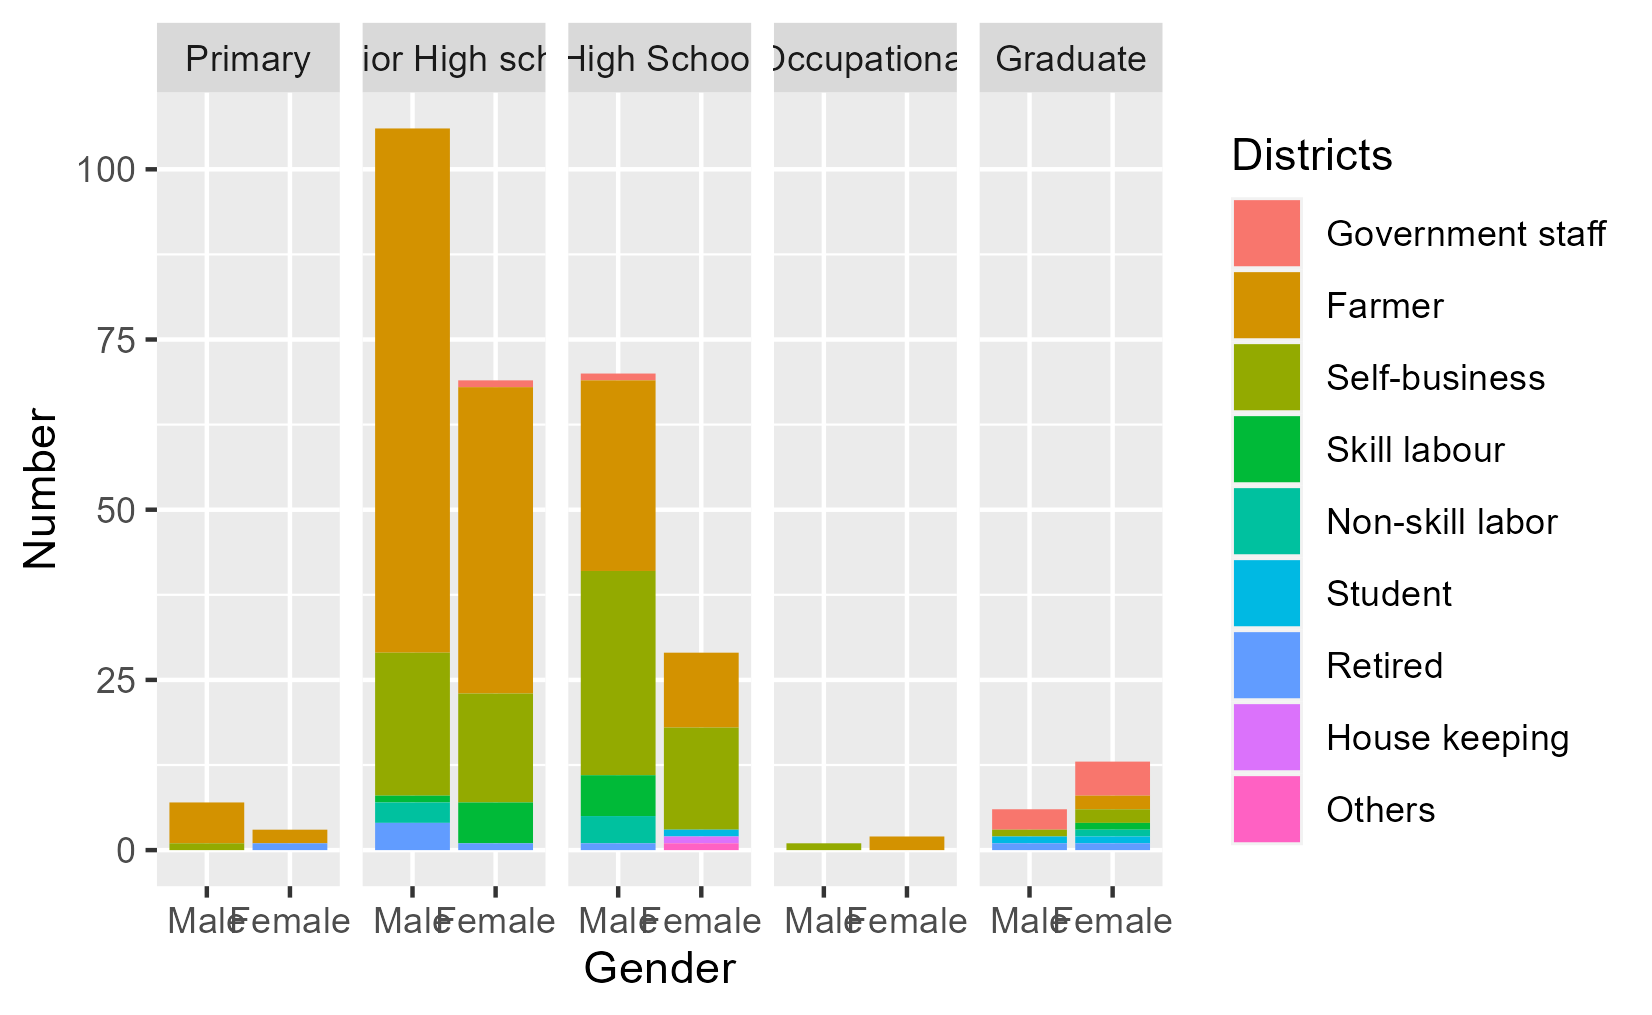 Primary
ior High sch
High Schoo
Occupationa
Graduate
Number
100
75
50
25
0
Male
Female
Male
Female
Male
Female
Male
Female
Male
Female
Gender
Districts
Government staff
Farmer
Self-business
Skill labour
Non-skill labor
Student
Retired
House keeping
Others